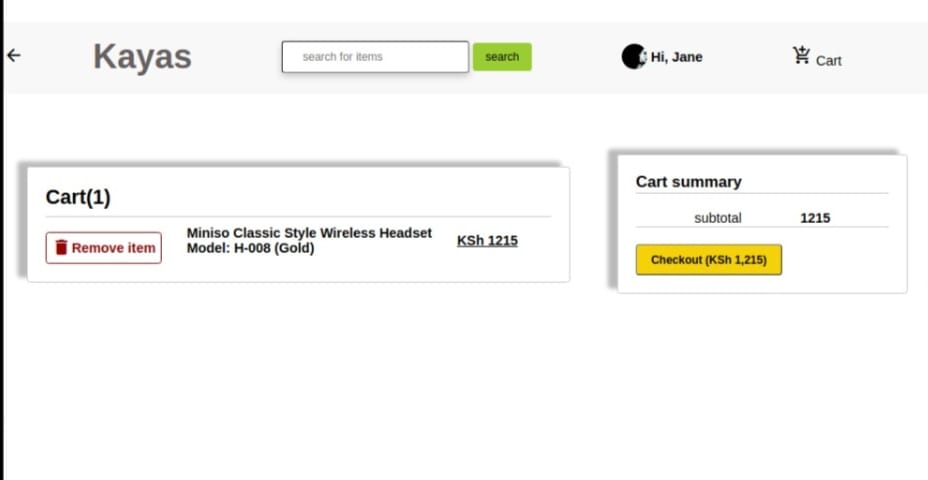 Kayas
search for items
search
Hi, Jane
Cart
Cart(1)
Remove item
Miniso Classic Style Wireless Headset
Model: H-008 (Gold)
KSh 1215
Cart summary
subtotal 1215
Checkout (KSh 1,215)